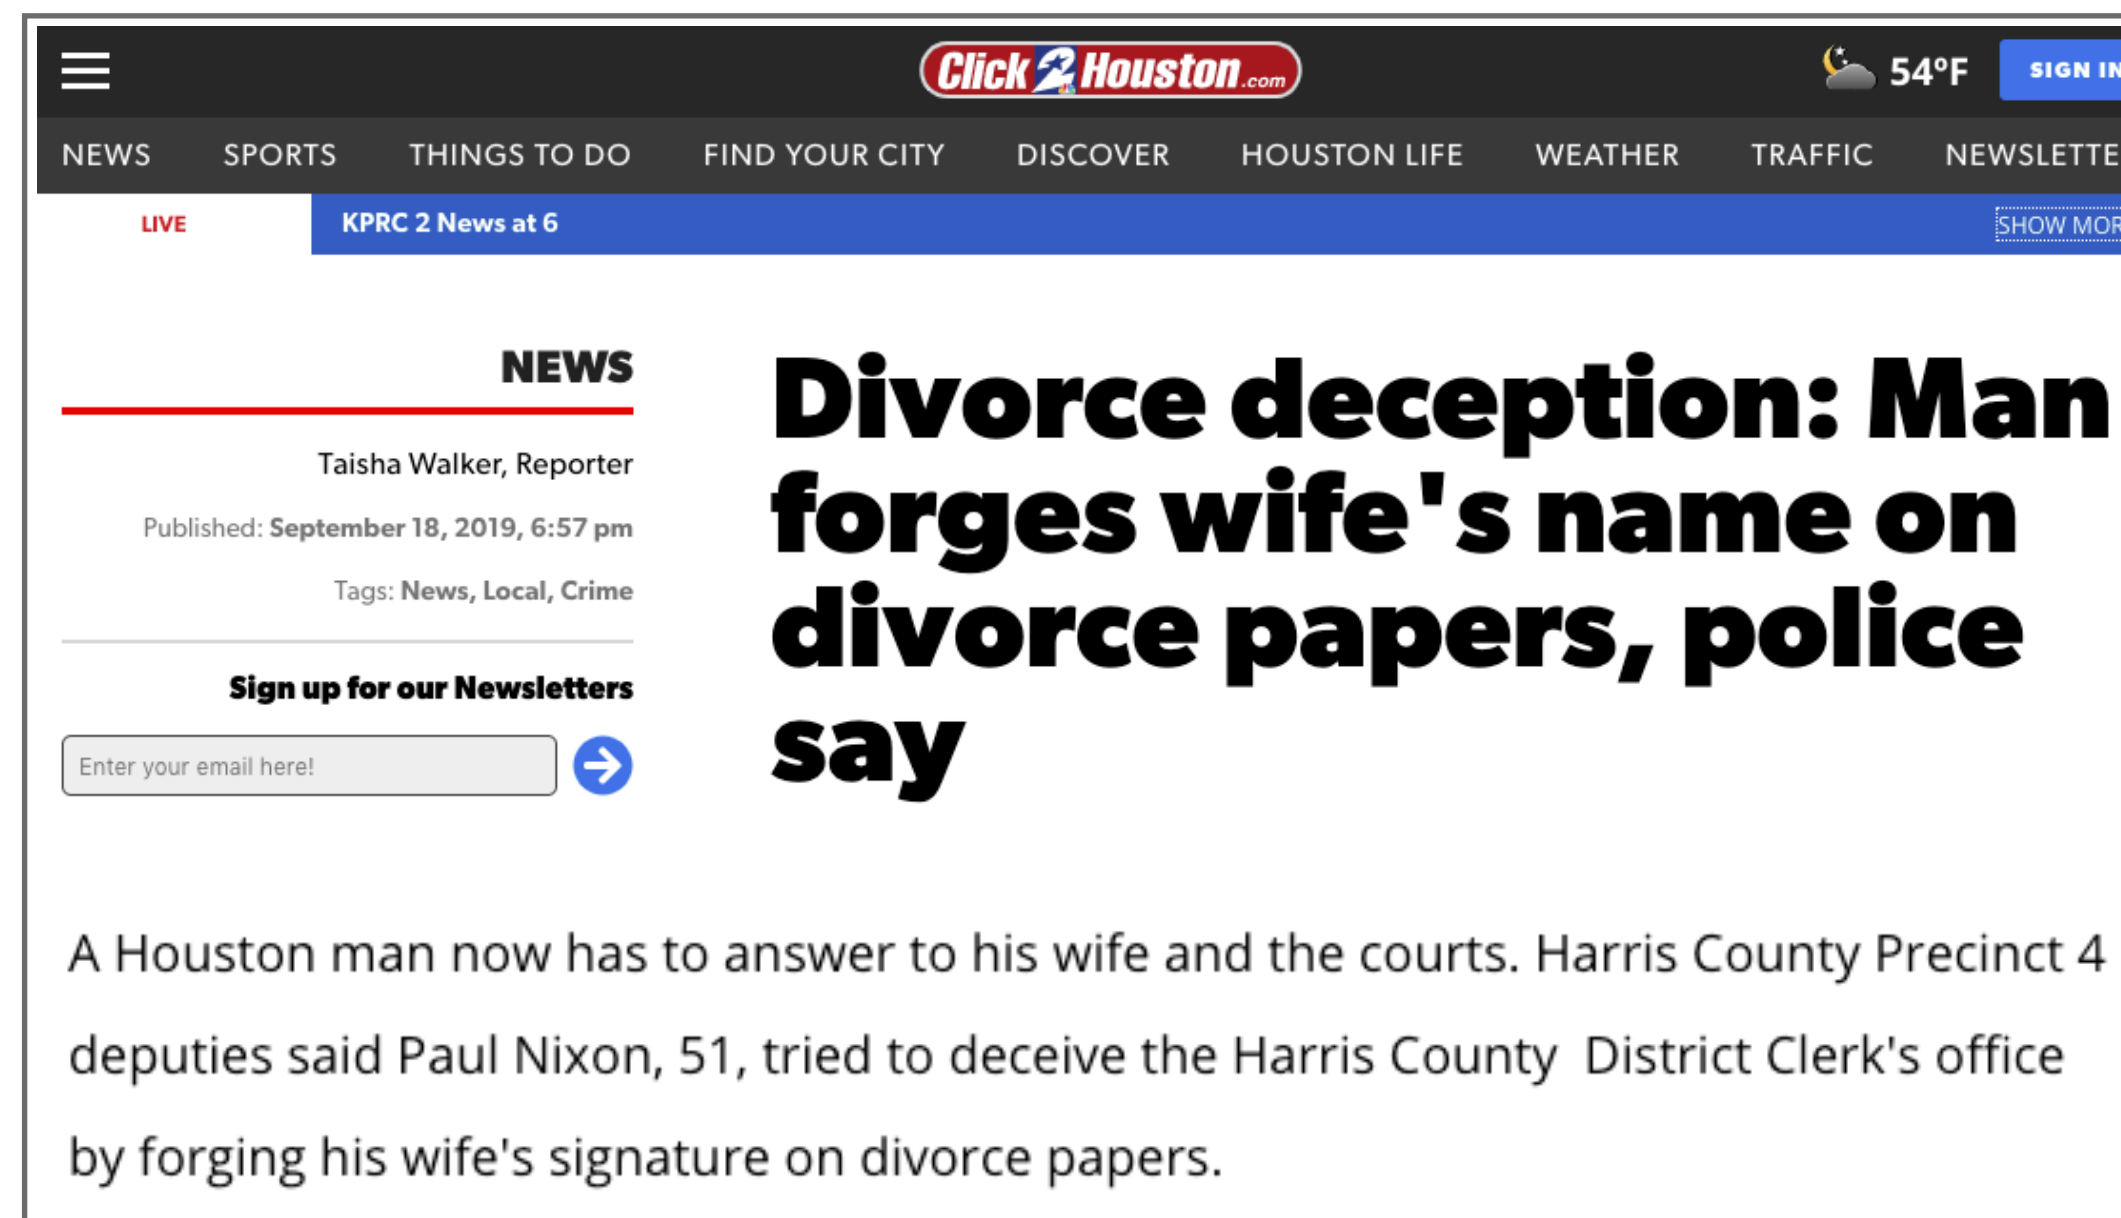 Click 2 Houston.com
54°F
SIGN IN
NEWS SPORTS THINGS TO DO FIND YOUR CITY DISCOVER HOUSTON LIFE WEATHER TRAFFIC NEWSLETTE
LIVE
KPRC 2 News at 6
SHOW MOR
NEWS
Taisha Walker, Reporter
Published: September 18, 2019, 6:57 pm
Tags: News, Local, Crime
Sign up for our Newsletters
Enter your email here!
Divorce deception: Man
forges wife's name on
divorce papers, police
say
A Houston man now has to answer to his wife and the courts. Harris County Precinct 4
deputies said Paul Nixon, 51, tried to deceive the Harris County District Clerk's office
by forging his wife's signature on divorce papers.